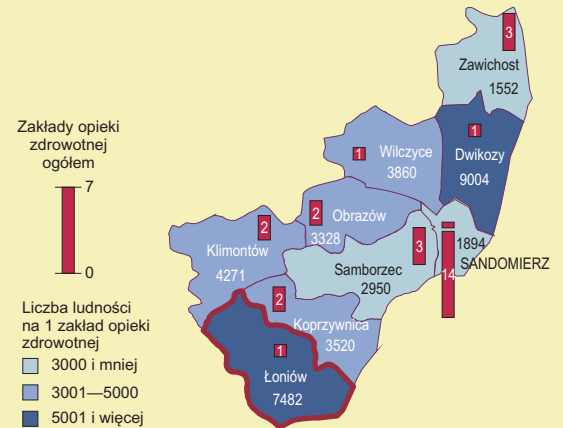 3
Zawichost
1552
Zakłady opieki
zdrowotnej
ogółem
7
0
1
Wilczyce
3860
1
Dwikozy
9004
2
Obrazów
3328
2
Klimontów
4271
3
Samborzec
2950
1894
SANDOMIERZ
14
2
Koprzywnica
3520
1
Łoniów
7482
Liczba ludności
na 1 zakład opieki
zdrowotnej
3000 i mniej
3001—5000
5001 i więcej